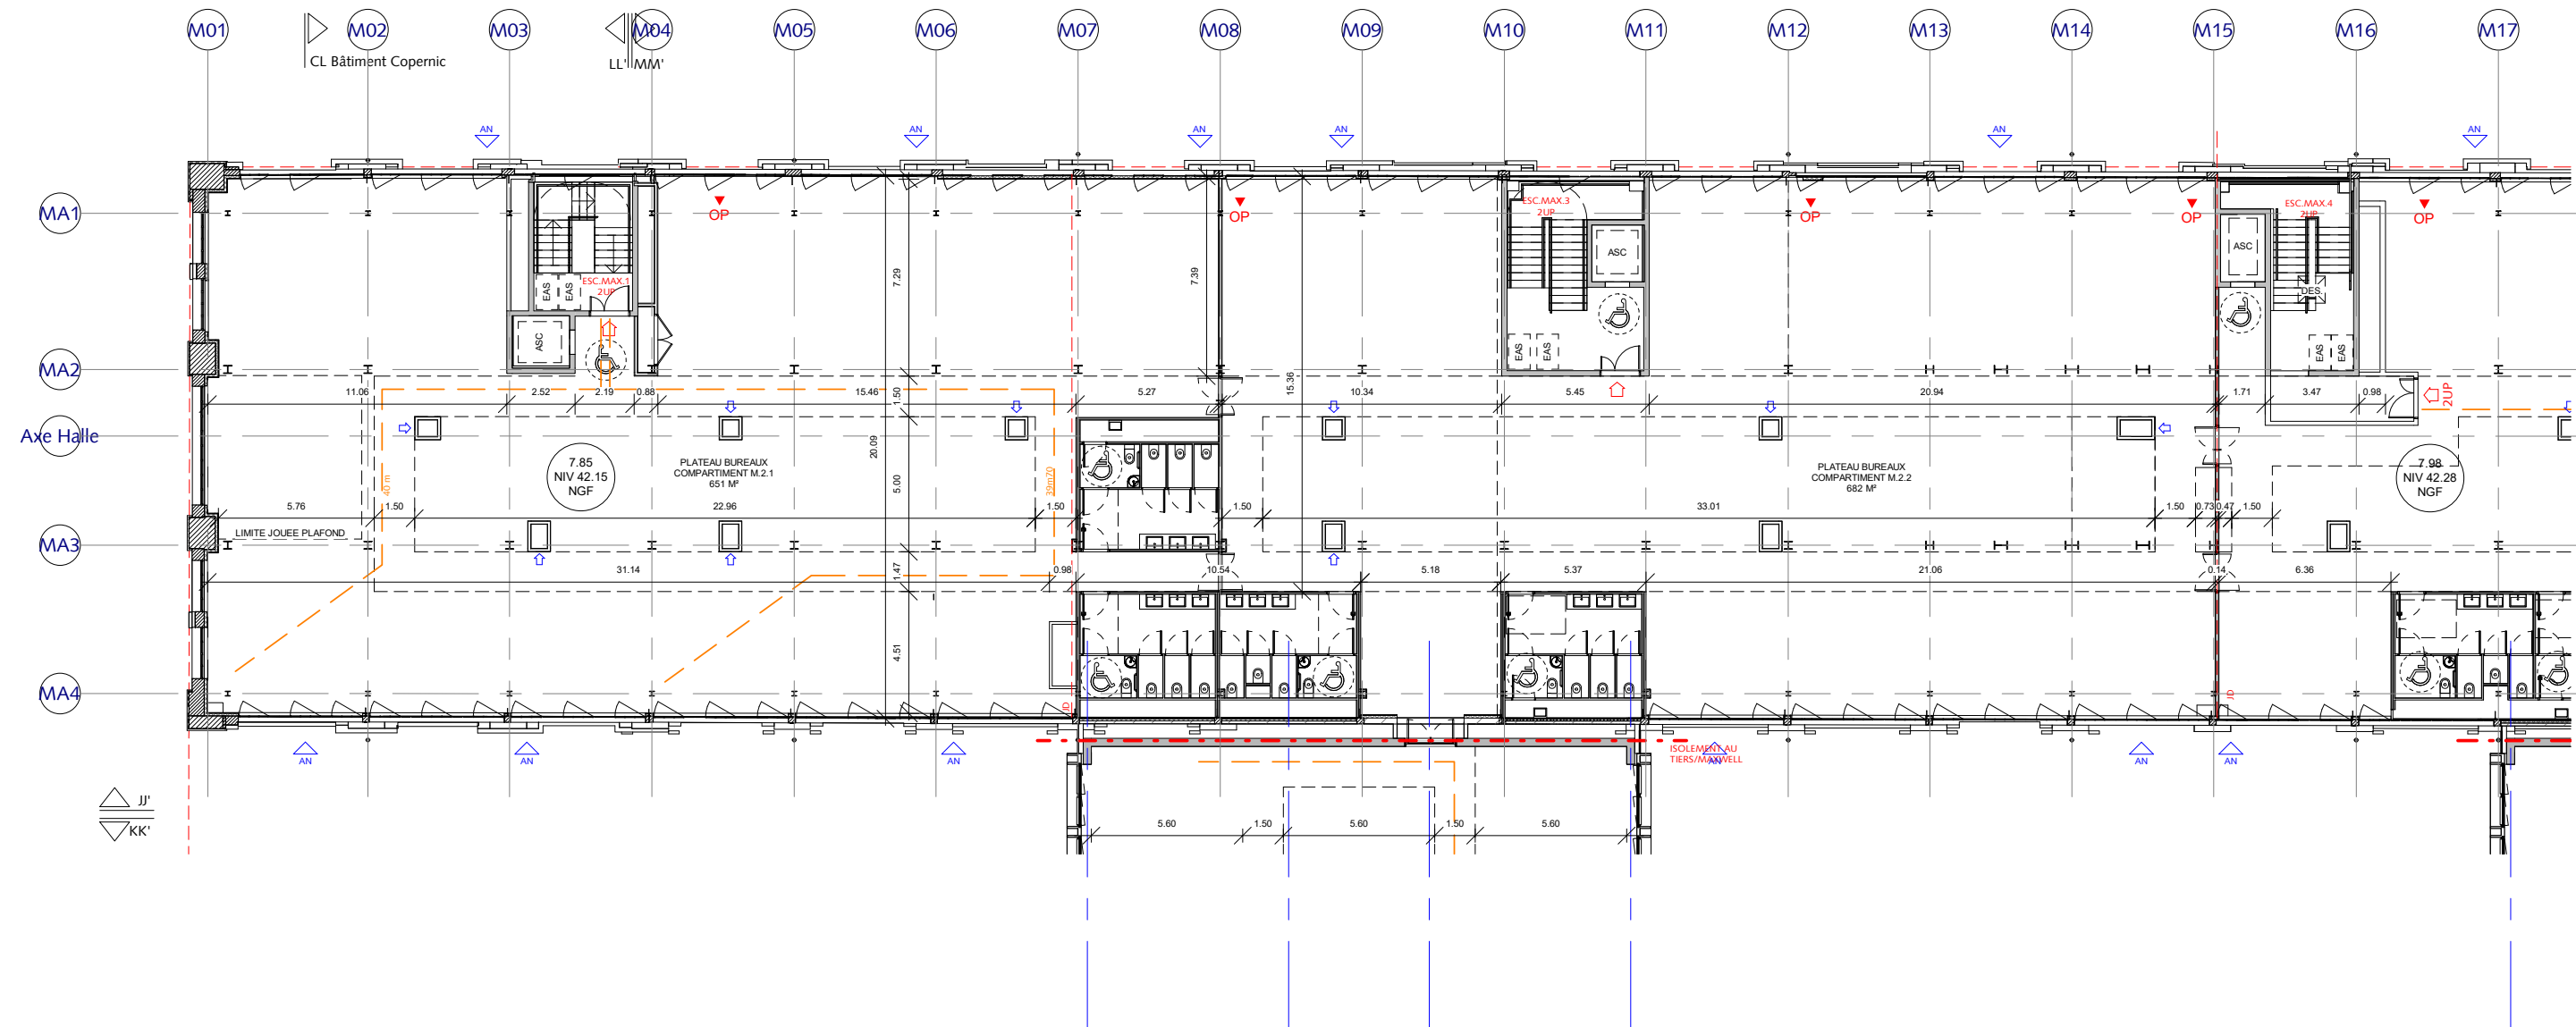 M01 M02 M03 M04 M05 M06 M07 M08 M09 M10 M11 M12 M13 M14 M15 M16 M17
CL Bâtiment Copernic
LL' MM'
AN AN AN AN AN AN
MA1
OP OP OP OP OP
ESC.MAX.3
2UP
ESC.MAX.4
2UP
ASC
ASC
7.29
7.39
ESC.MAX.1
2UP
EAS EAS
DES.
ASC
EAS EAS
EAS EAS
MA2
11.06 2.52 2.19 0.88 15.46 1.50 5.27 15.36 10.34 5.45 20.94 1.71 3.47 0.98
2UP
Axe Halle
20.09
7.85
NIV 42.15
NGF
PLATEAU BUREAUX
COMPARTIMENT M.2.1
651 M²
PLATEAU BUREAUX
COMPARTIMENT M.2.2
682 M²
7.98
NIV 42.28
NGF
40 m
5.00
39m70
5.76 1.50 22.96 1.50 1.50 33.01 1.50 0.73 0.47 1.50
LIMITE JOUEE PLAFOND
MA3
31.14 1.47 0.98 10.54 5.18 5.37 21.06 0.14 6.36
4.51
MA4
JD
JD
ISOLEMENT AU
TIERS/MAXWELL
AN AN AN AN AN AN
JJ'
KK'
5.60 1.50 5.60 1.50 5.60